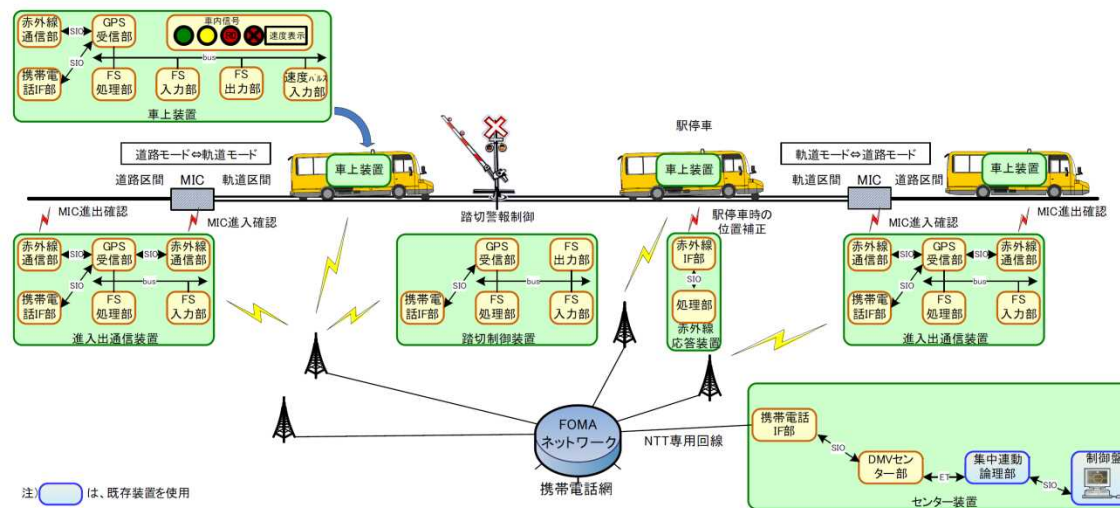 赤外線
通信部
SIO
GPS
受信部
車内信号
速度表示
SIO
bus
携帯電
話IF部
FS
処理部
FS
入力部
FS
出力部
速度パルス
入力部
車上装置
道路モード⇔軌道モード
道路区間
MIC
軌道区間
車上装置
駅停車
車上装置
軌道モード⇔道路モード
軌道区間
MIC
道路区間
車上装置
MIC進出確認
MIC進入確認
踏切警報制御
駅停車時の
位置補正
MIC進入確認
MIC進出確認
赤外線
通信部
SIO
GPS
受信部
SIO
赤外線
通信部
SIO
bus
携帯電
話IF部
FS
処理部
FS
入力部
進入出通信装置
GPS
受信部
FS
出力部
SIO
bus
携帯電
話IF部
FS
処理部
FS
入力部
踏切制御装置
赤外線
IF部
SIO
処理部
赤外線
応答装置
赤外線
通信部
SIO
GPS
受信部
SIO
赤外線
通信部
SIO
bus
携帯電
話IF部
FS
処理部
FS
入力部
進入出通信装置
FOMA
ネットワーク
携帯電話網
NTT専用回線
携帯電話
IF部
SIO
DMVセン
ター部
ET
集中連動
論理部
SIO
制御盤
センター装置
注)
は、既存装置を使用